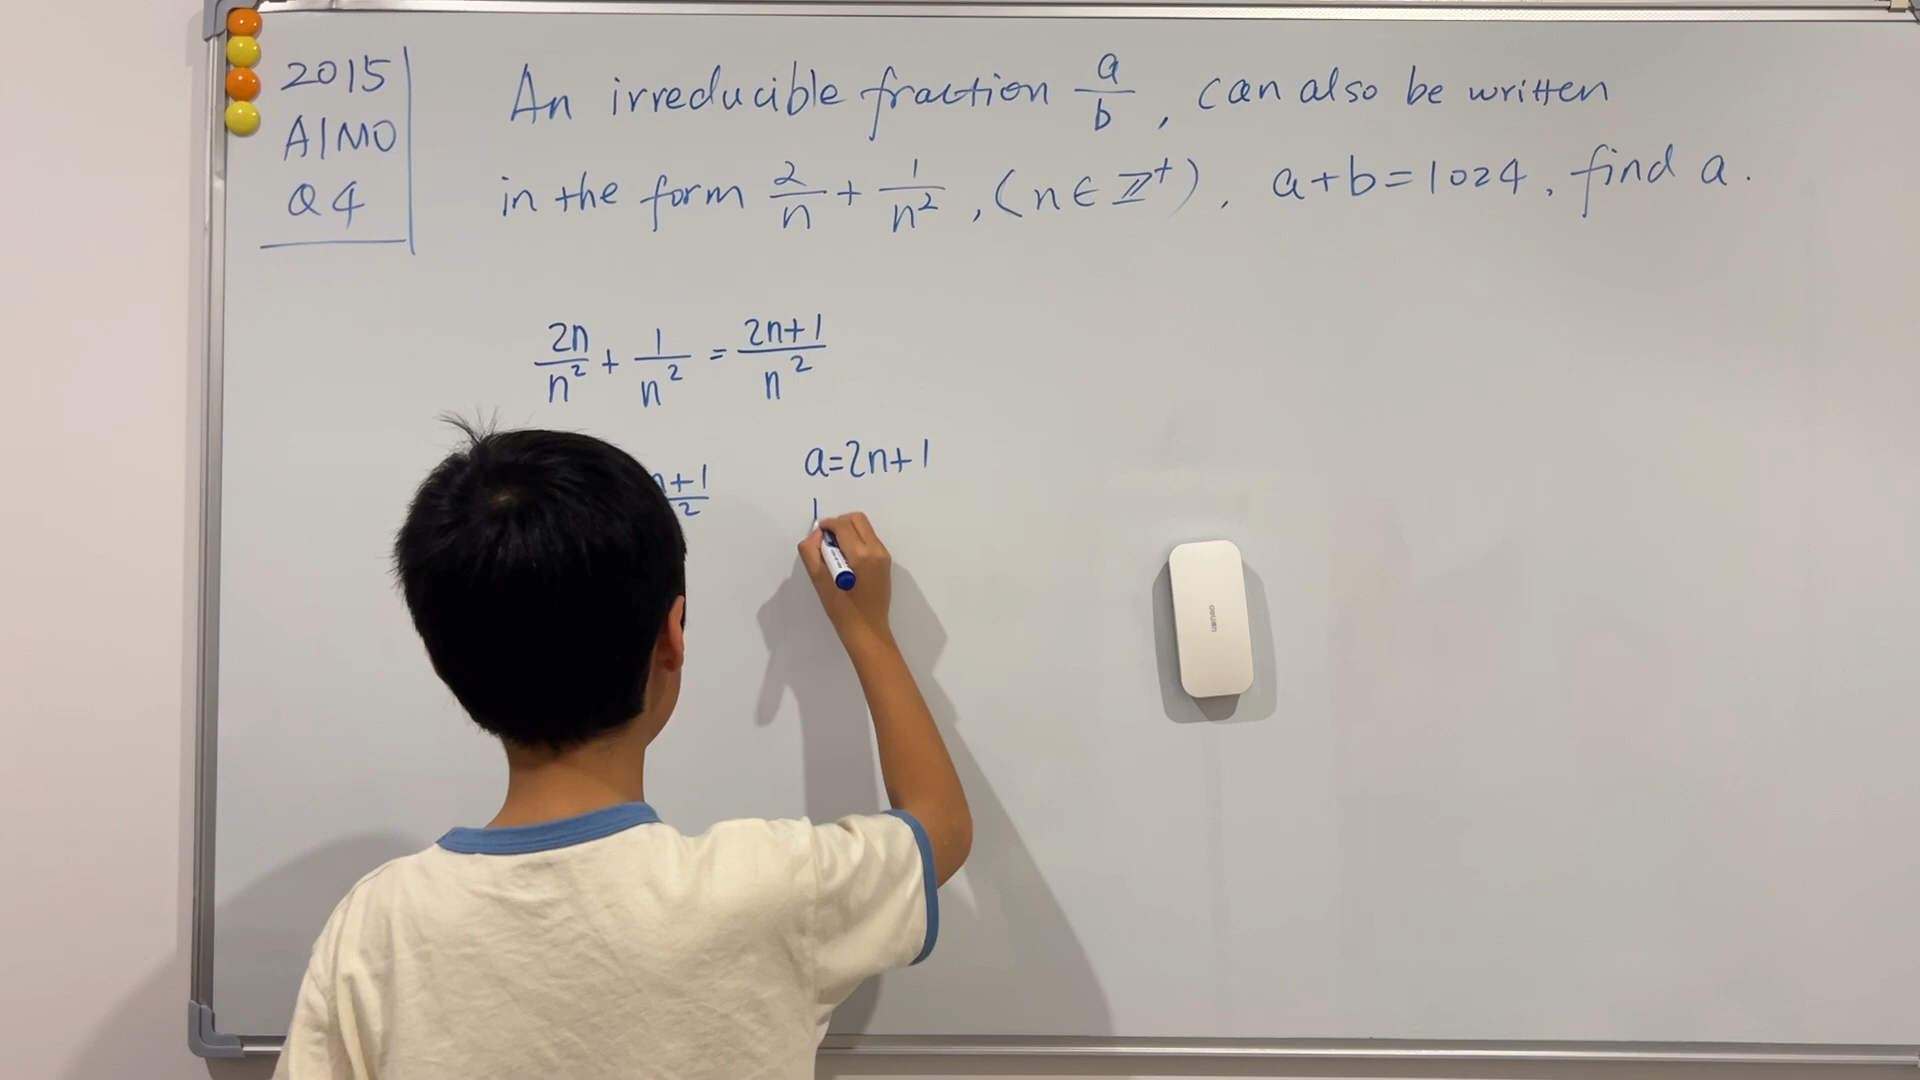 2015
AIMO
Q4
An irreducible fraction a/b, can also be written
in the form 2/n + 1/n², (n ∈ ℤ⁺), a+b=1024, find a.
2n/n² + 1/n² = (2n+1)/n²
n+1
2
a=2n+1